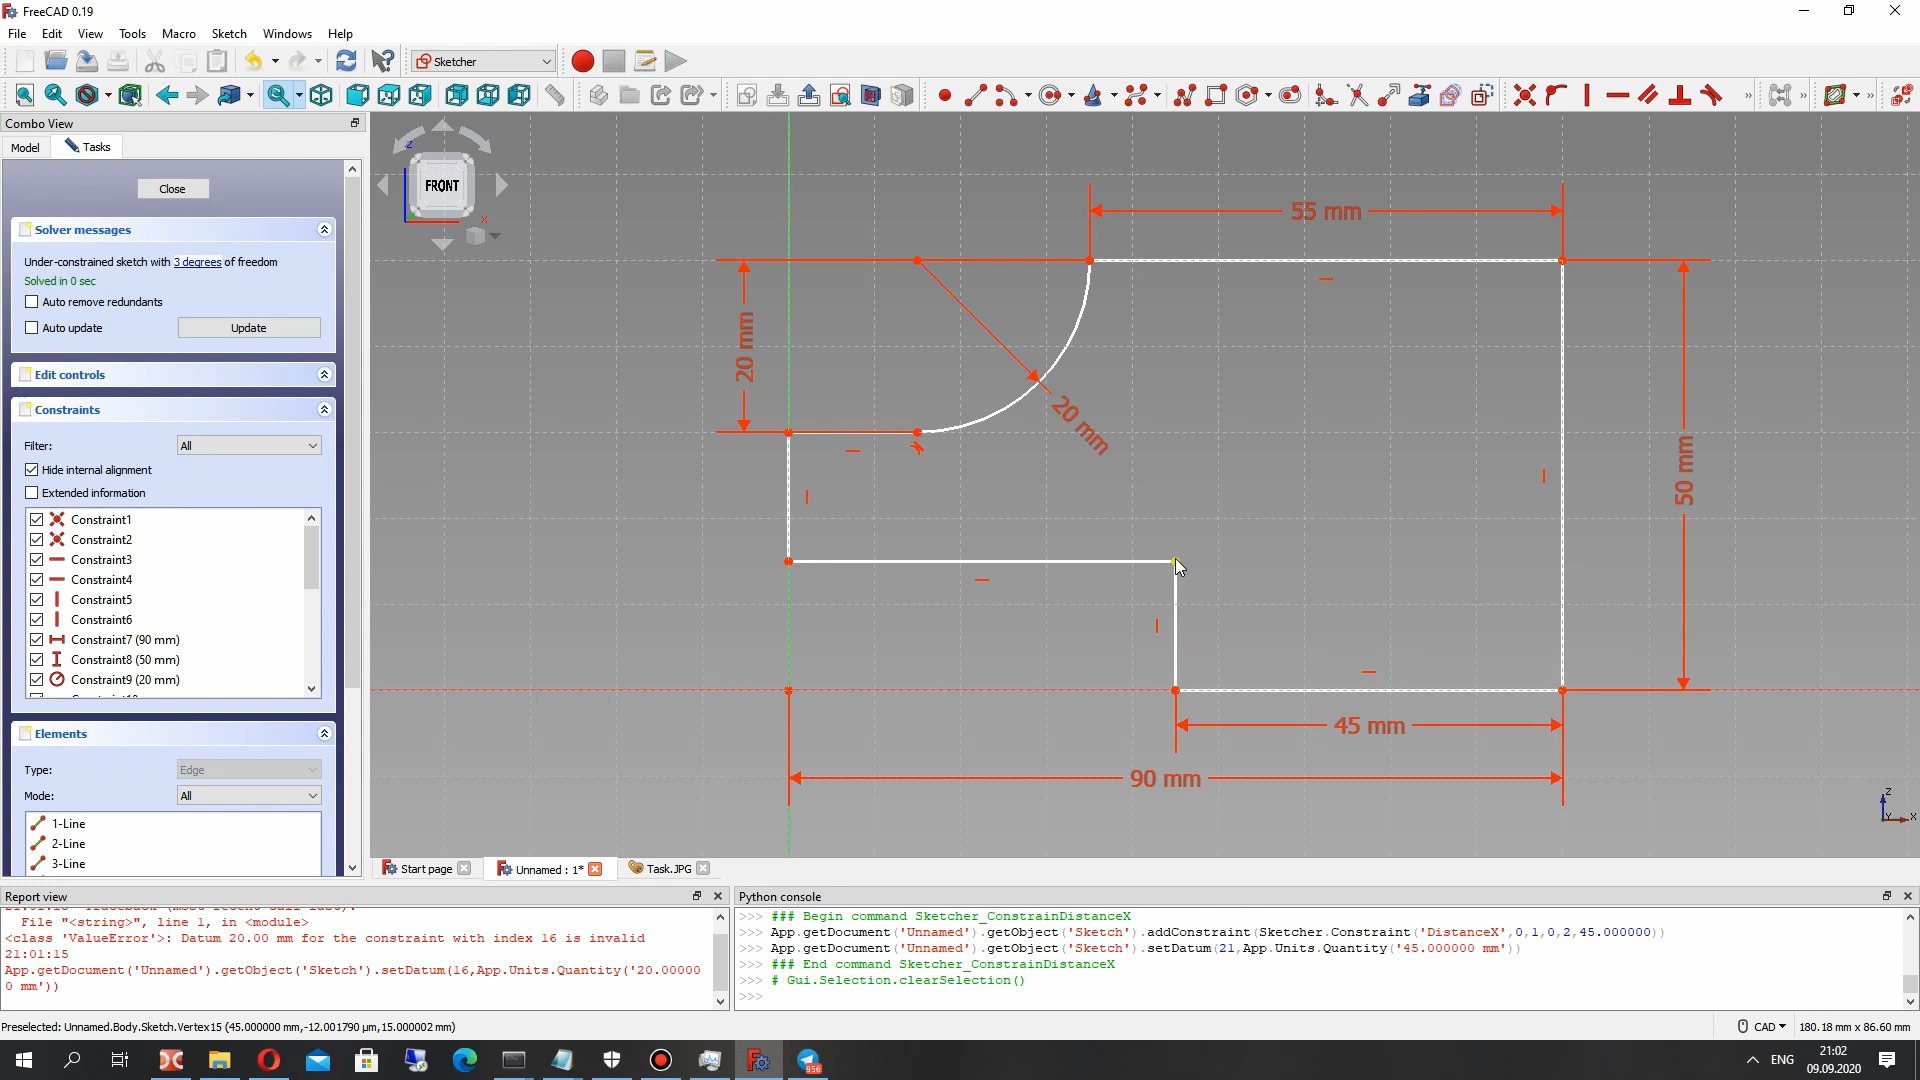 FreeCAD 0.19
File Edit View Tools Macro Sketch Windows Help
Sketcher
Combo View
Model Tasks
Close
Solver messages
Under-constrained sketch with 3 degrees of freedom
Solved in 0 sec
Auto remove redundants
Auto update Update
Edit controls
Constraints
Filter: All
Hide internal alignment
Extended information
Constraint1
Constraint2
Constraint3
Constraint4
Constraint5
Constraint6
Constraint7 (90 mm)
Constraint8 (50 mm)
Constraint9 (20 mm)
Elements
Type: Edge
Mode: All
1-Line
2-Line
3-Line
FRONT
z
x
55 mm
20 mm
20 mm
50 mm
45 mm
90 mm
Z
Y X
Start page Unnamed : 1* Task.JPG
Report view
File "<string>", line 1, in <module>
<class 'ValueError'>: Datum 20.00 mm for the constraint with index 16 is invalid
21:01:15
App.getDocument('Unnamed').getObject('Sketch').setDatum(16,App.Units.Quantity('20.00000
0 mm'))
Python console
>>> ### Begin command Sketcher_ConstrainDistanceX
>>> App.getDocument('Unnamed').getObject('Sketch').addConstraint(Sketcher.Constraint('DistanceX',0,1,0,2,45.000000))
>>> App.getDocument('Unnamed').getObject('Sketch').setDatum(21,App.Units.Quantity('45.000000 mm'))
>>> ### End command Sketcher_ConstrainDistanceX
>>> # Gui.Selection.clearSelection()
>>>
Preselected: Unnamed.Body.Sketch.Vertex15 (45.000000 mm,-12.001790 µm,15.000002 mm)
CAD 180.18 mm x 86.60 mm
956
ENG
21:02
09.09.2020